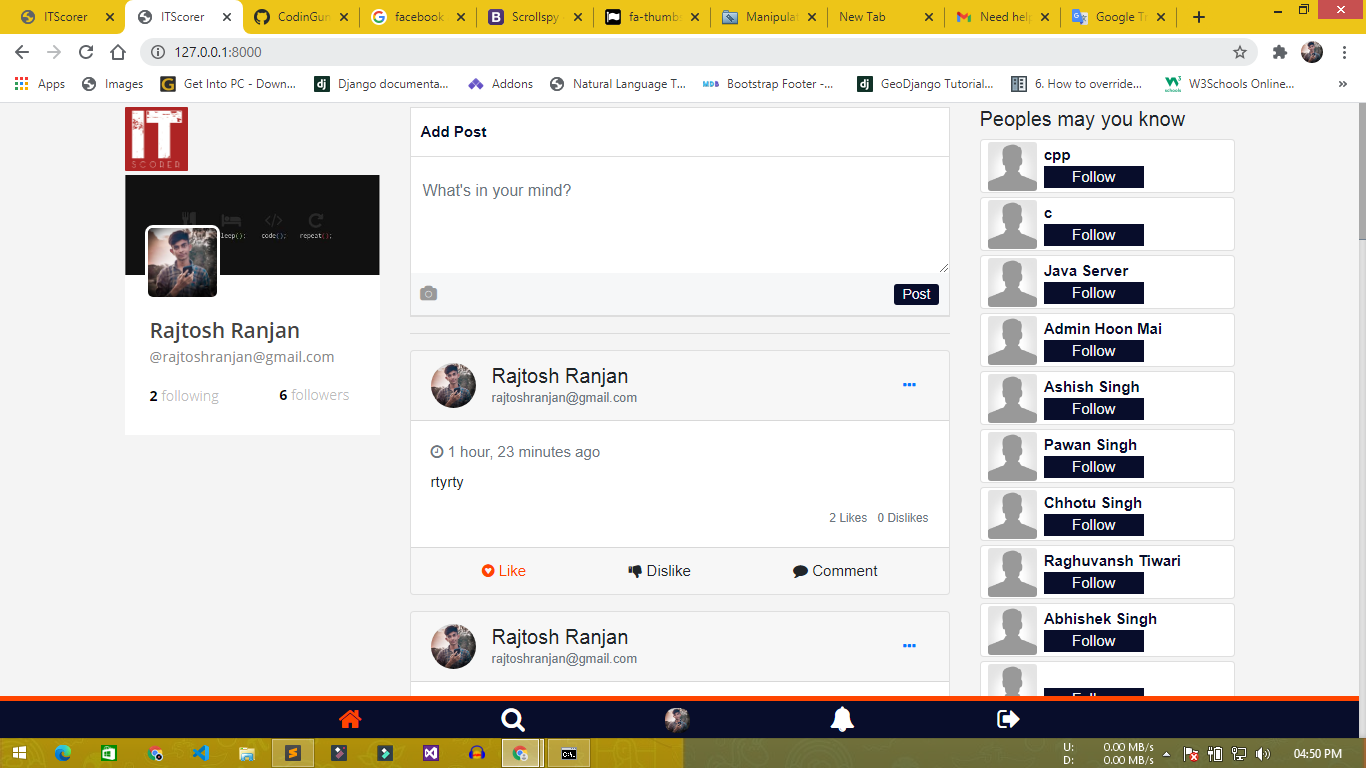 ITScorer
ITScorer
CodinGun
facebook
Scrollspy
fa-thumbs
Manipulat
New Tab
Need help
Google Tr
127.0.0.1:8000
Apps
Images
Get Into PC - Down...
Django documenta...
Addons
Natural Language T...
Bootstrap Footer -...
GeoDjango Tutorial...
6. How to override...
W3Schools Online...
IT
SCORER
sleep();
code();
repeat();
Rajtosh Ranjan
@rajtoshranjan@gmail.com
2 following
6 followers
Add Post
What's in your mind?
Post
Rajtosh Ranjan
rajtoshranjan@gmail.com
1 hour, 23 minutes ago
rtyrty
2 Likes 0 Dislikes
Like
Dislike
Comment
Rajtosh Ranjan
rajtoshranjan@gmail.com
Peoples may you know
cpp
Follow
c
Follow
Java Server
Follow
Admin Hoon Mai
Follow
Ashish Singh
Follow
Pawan Singh
Follow
Chhotu Singh
Follow
Raghuvansh Tiwari
Follow
Abhishek Singh
Follow
Follow
U: 0.00 MB/s
D: 0.00 MB/s
04:50 PM